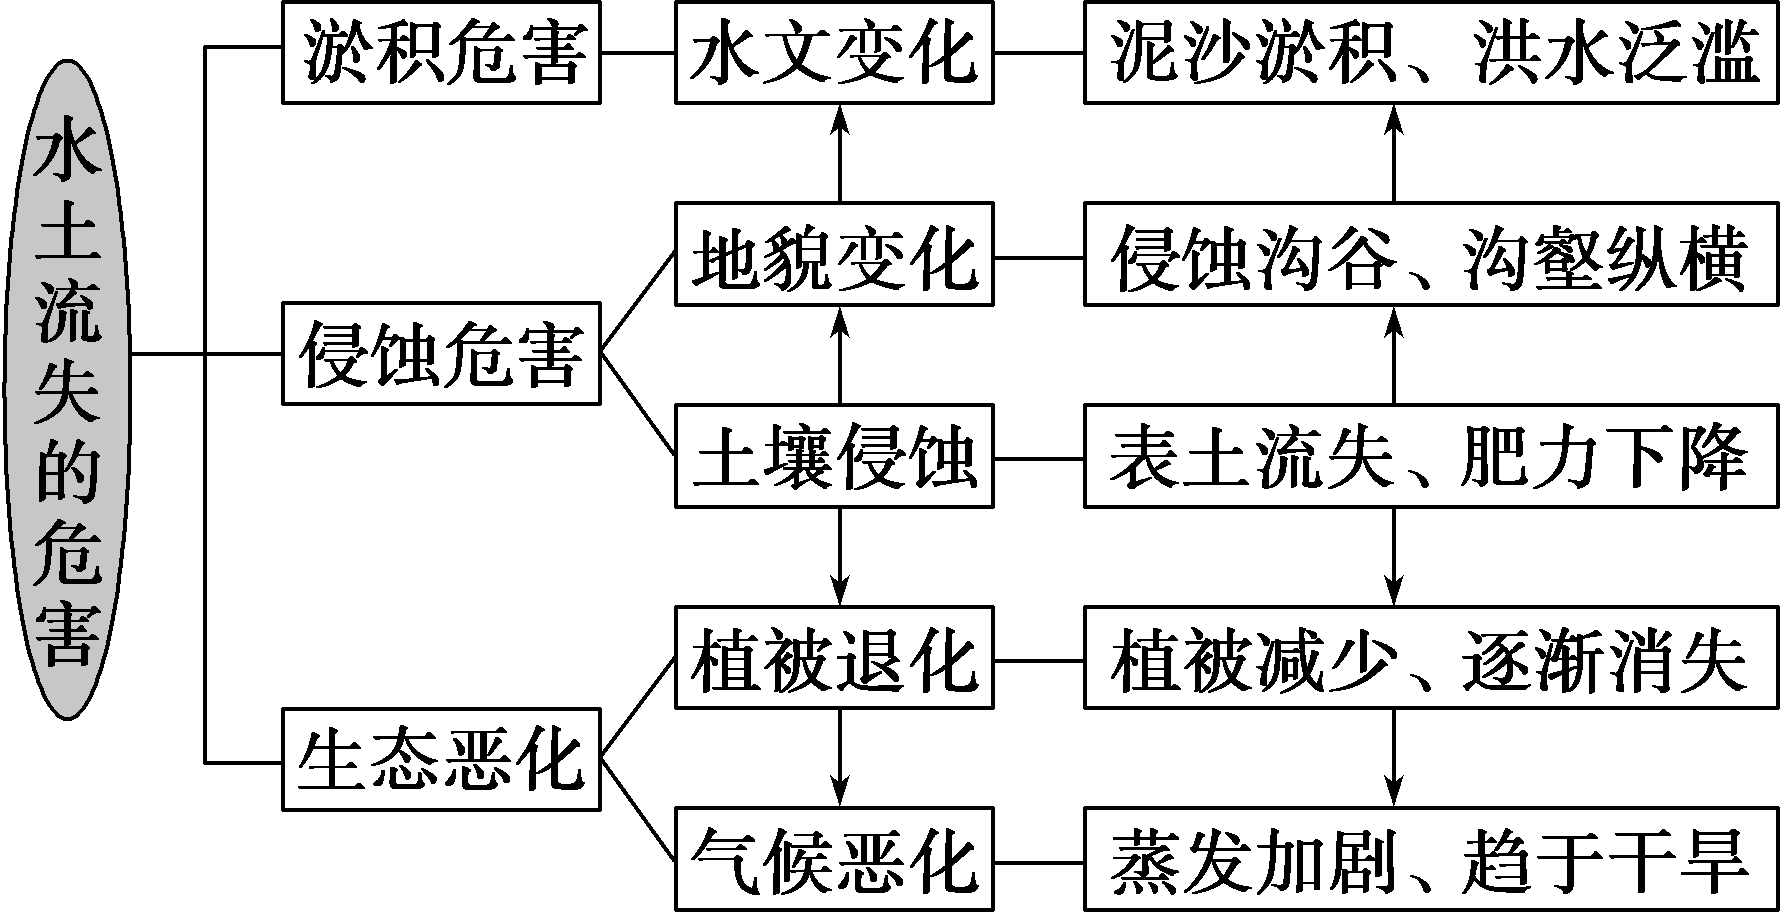 水土流失的危害
淤积危害
水文变化
泥沙淤积、洪水泛滥
侵蚀危害
地貌变化
侵蚀沟谷、沟壑纵横
土壤侵蚀
表土流失、肥力下降
生态恶化
植被退化
植被减少、逐渐消失
气候恶化
蒸发加剧、趋于干旱